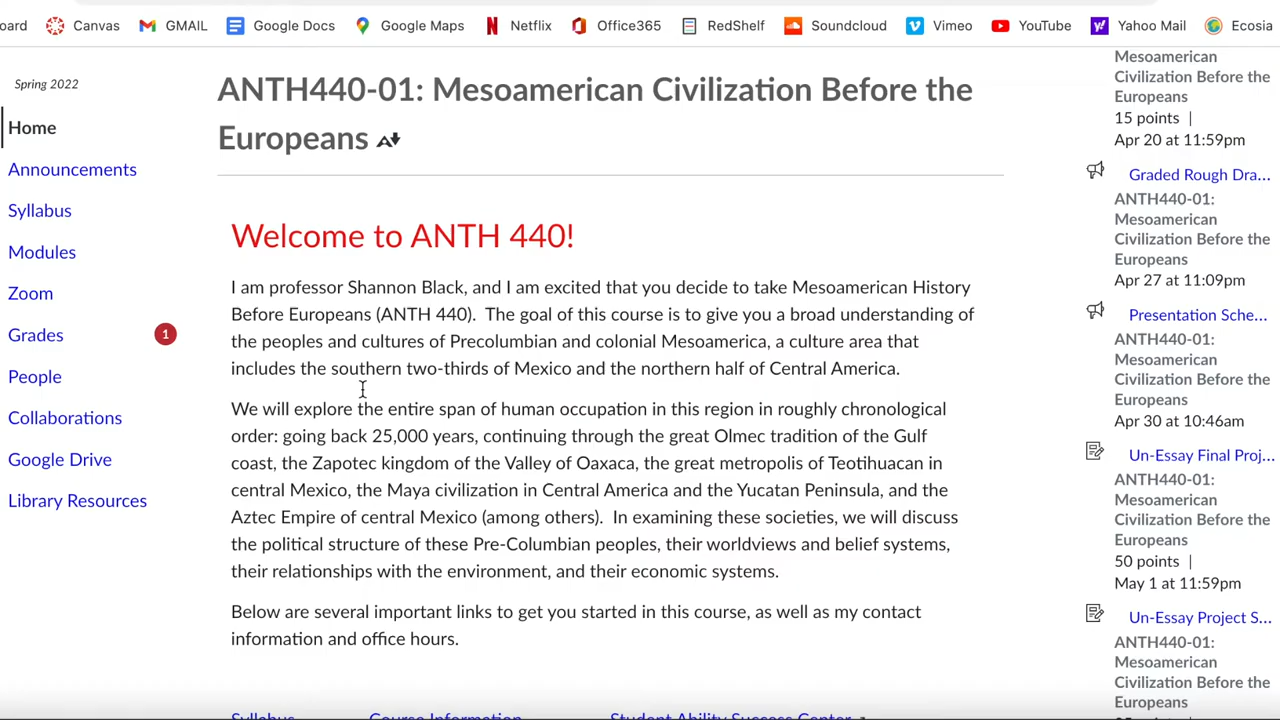 oard Canvas GMAIL Google Docs Google Maps Netflix Office365 RedShelf Soundcloud Vimeo YouTube Yahoo Mail Ecosia
Spring 2022
Home
Announcements
Syllabus
Modules
Zoom
Grades 1
People
Collaborations
Google Drive
Library Resources
ANTH440-01: Mesoamerican Civilization Before the
Europeans
Welcome to ANTH 440!
I am professor Shannon Black, and I am excited that you decide to take Mesoamerican History
Before Europeans (ANTH 440). The goal of this course is to give you a broad understanding of
the peoples and cultures of Precolumbian and colonial Mesoamerica, a culture area that
includes the southern two-thirds of Mexico and the northern half of Central America.
We will explore the entire span of human occupation in this region in roughly chronological
order: going back 25,000 years, continuing through the great Olmec tradition of the Gulf
coast, the Zapotec kingdom of the Valley of Oaxaca, the great metropolis of Teotihuacan in
central Mexico, the Maya civilization in Central America and the Yucatan Peninsula, and the
Aztec Empire of central Mexico (among others). In examining these societies, we will discuss
the political structure of these Pre-Columbian peoples, their worldviews and belief systems,
their relationships with the environment, and their economic systems.
Below are several important links to get you started in this course, as well as my contact
information and office hours.
Syllabus Course Information Student Ability Success Center
Mesoamerican
Civilization Before the
Europeans
15 points |
Apr 20 at 11:59pm
Graded Rough Dra...
ANTH440-01:
Mesoamerican
Civilization Before the
Europeans
Apr 27 at 11:09pm
Presentation Sche...
ANTH440-01:
Mesoamerican
Civilization Before the
Europeans
Apr 30 at 10:46am
Un-Essay Final Proj...
ANTH440-01:
Mesoamerican
Civilization Before the
Europeans
50 points |
May 1 at 11:59pm
Un-Essay Project S...
ANTH440-01:
Mesoamerican
Civilization Before the
Europeans